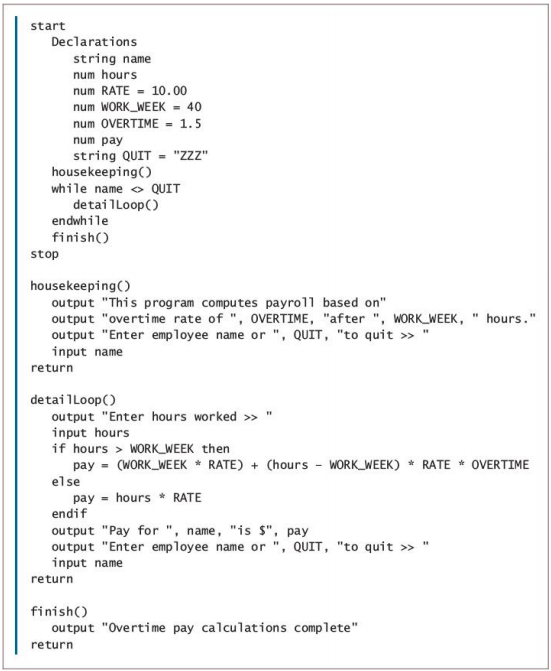 start
Declarations
string name
num hours
num RATE = 10.00
num WORK_WEEK = 40
num OVERTIME = 1.5
num pay
string QUIT = "ZZZ"
housekeeping()
while name <> QUIT
detailLoop()
endwhile
finish()
stop
housekeeping()
output "This program computes payroll based on"
output "overtime rate of ", OVERTIME, "after ", WORK_WEEK, " hours."
output "Enter employee name or ", QUIT, "to quit >> "
input name
return
detailLoop()
output "Enter hours worked >> "
input hours
if hours > WORK_WEEK then
pay = (WORK_WEEK * RATE) + (hours – WORK_WEEK) * RATE * OVERTIME
else
pay = hours * RATE
endif
output "Pay for ", name, "is $", pay
output "Enter employee name or ", QUIT, "to quit >> "
input name
return
finish()
output "Overtime pay calculations complete"
return